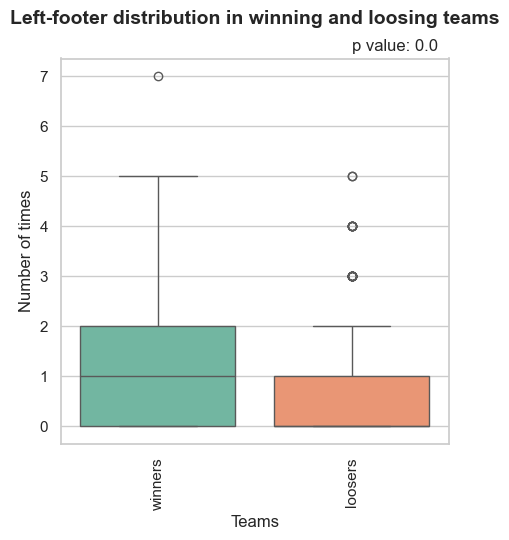 Left-footer distribution in winning and loosing teams
p value: 0.0
7
6
5
4
3
2
1
0
Number of times
winners
loosers
Teams